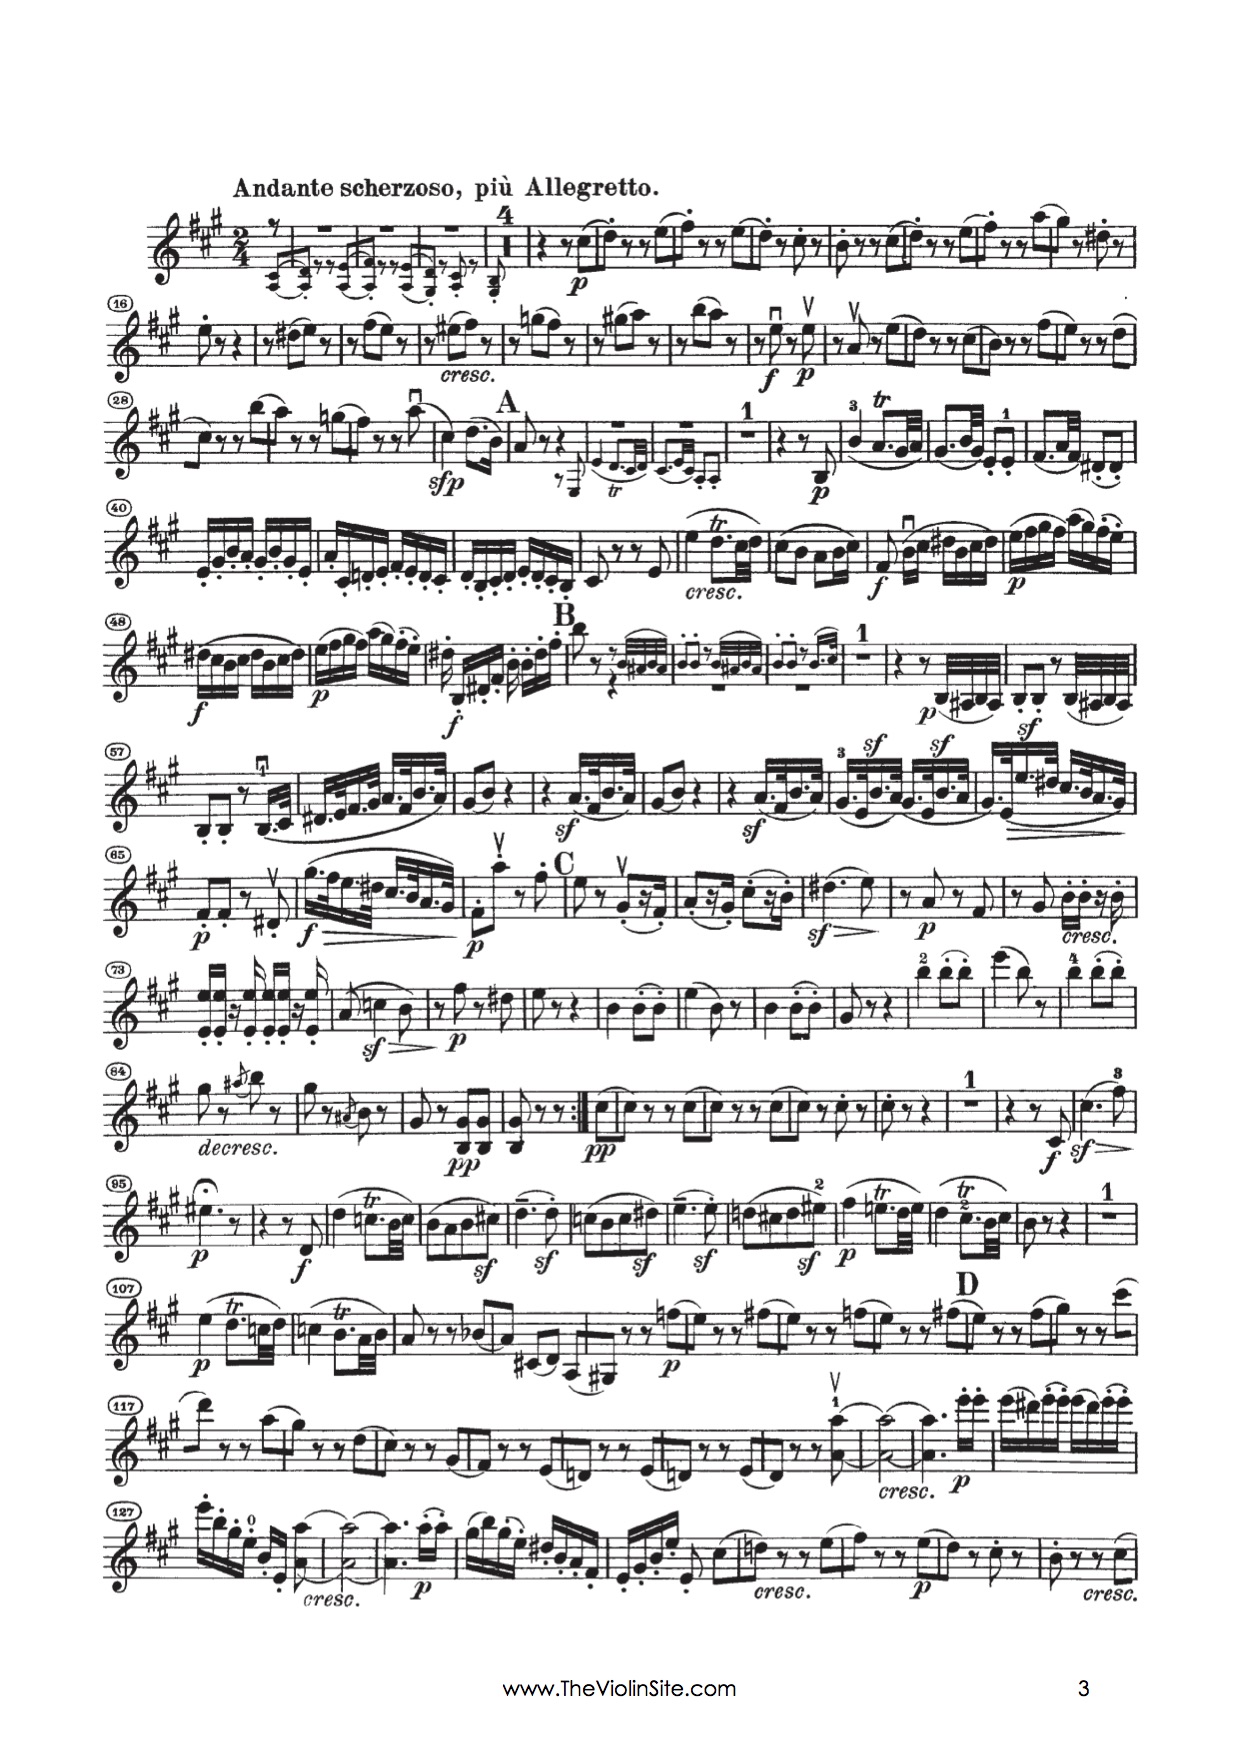 Andante scherzoso, più Allegretto.
4
p
16
cresc. f p
28 A 1 3 tr 1
sfp tr p
40 tr
cresc. f p
48 B 1
f p f p sf
57 1 3 sf sf
sf sf
65 C
p f p sf p cresc.
73 2 4
sf p
84 1 3
decresc. pp pp f sf
95 tr 2 tr tr 2 1
p f sf sf sf sf sf p
107 tr tr D
p p
117 1
cresc. p
127 0
cresc. p cresc. p cresc.
www.TheViolinSite.com 3